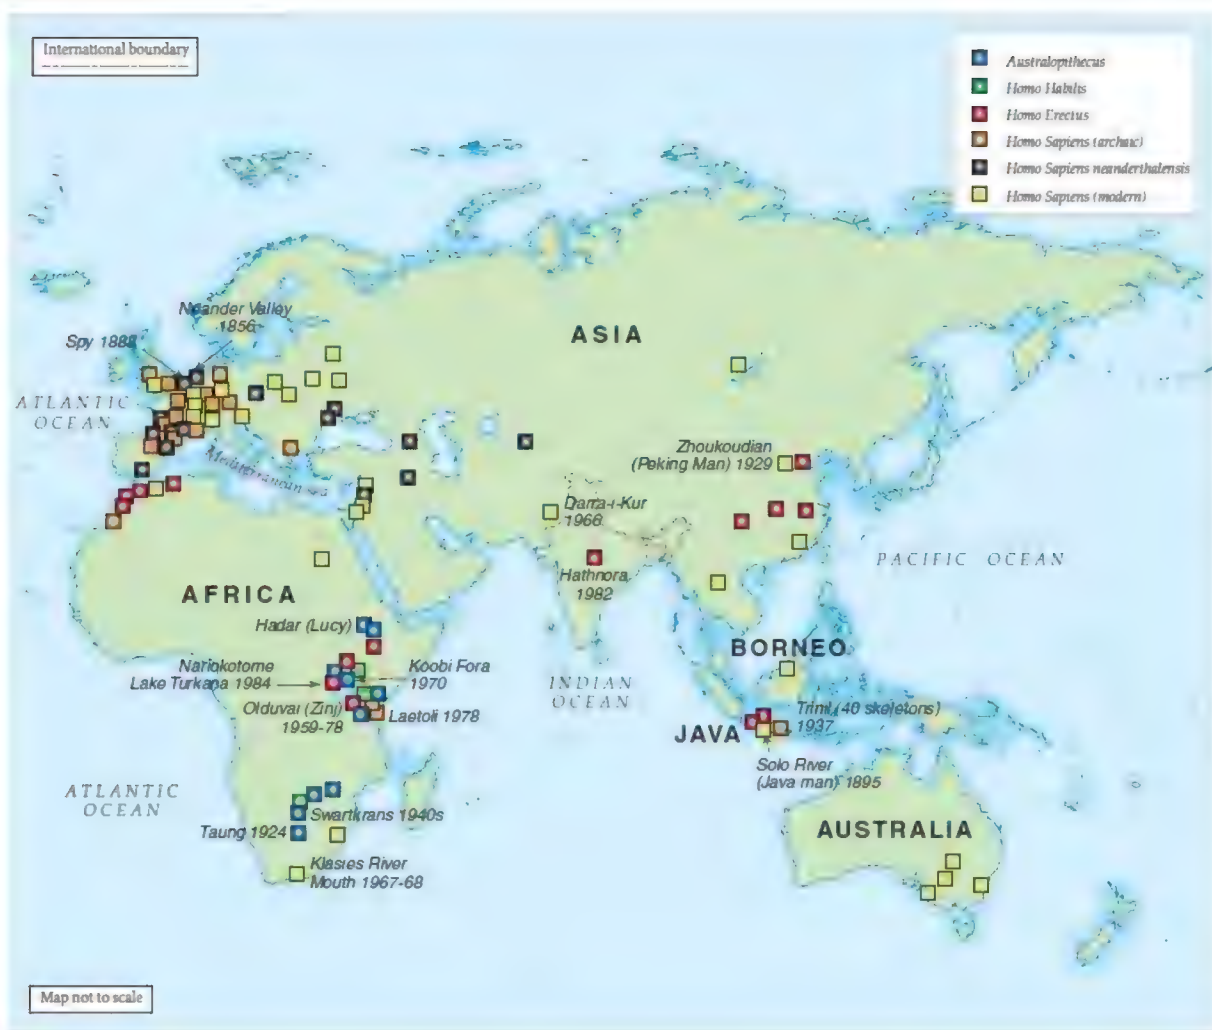 International boundary
Australopithecus
Homo Habilis
Homo Erectus
Homo Sapiens (archaic)
Homo Sapiens neanderthalensis
Homo Sapiens (modern)
Neander Valley
1856
Spy 1888
ASIA
ATLANTIC
OCEAN
Mediterranean sea
Zhoukoudian
(Peking Man) 1929
Darra-i-Kur
1966
PACIFIC OCEAN
Hathnora,
1982
AFRICA
Hadar (Lucy)
BORNEO
Nariokotome
Lake Turkana 1984
Koobi Fora
1970
INDIAN
OCEAN
Olduvai (Zinj)
1959-78
Laetoli 1978
Trinil (40 skeletons)
1937
JAVA
Solo River
(Java man) 1895
ATLANTIC
OCEAN
Swartkrans 1940s
Taung 1924
AUSTRALIA
Klasies River
Mouth 1967-68
Map not to scale